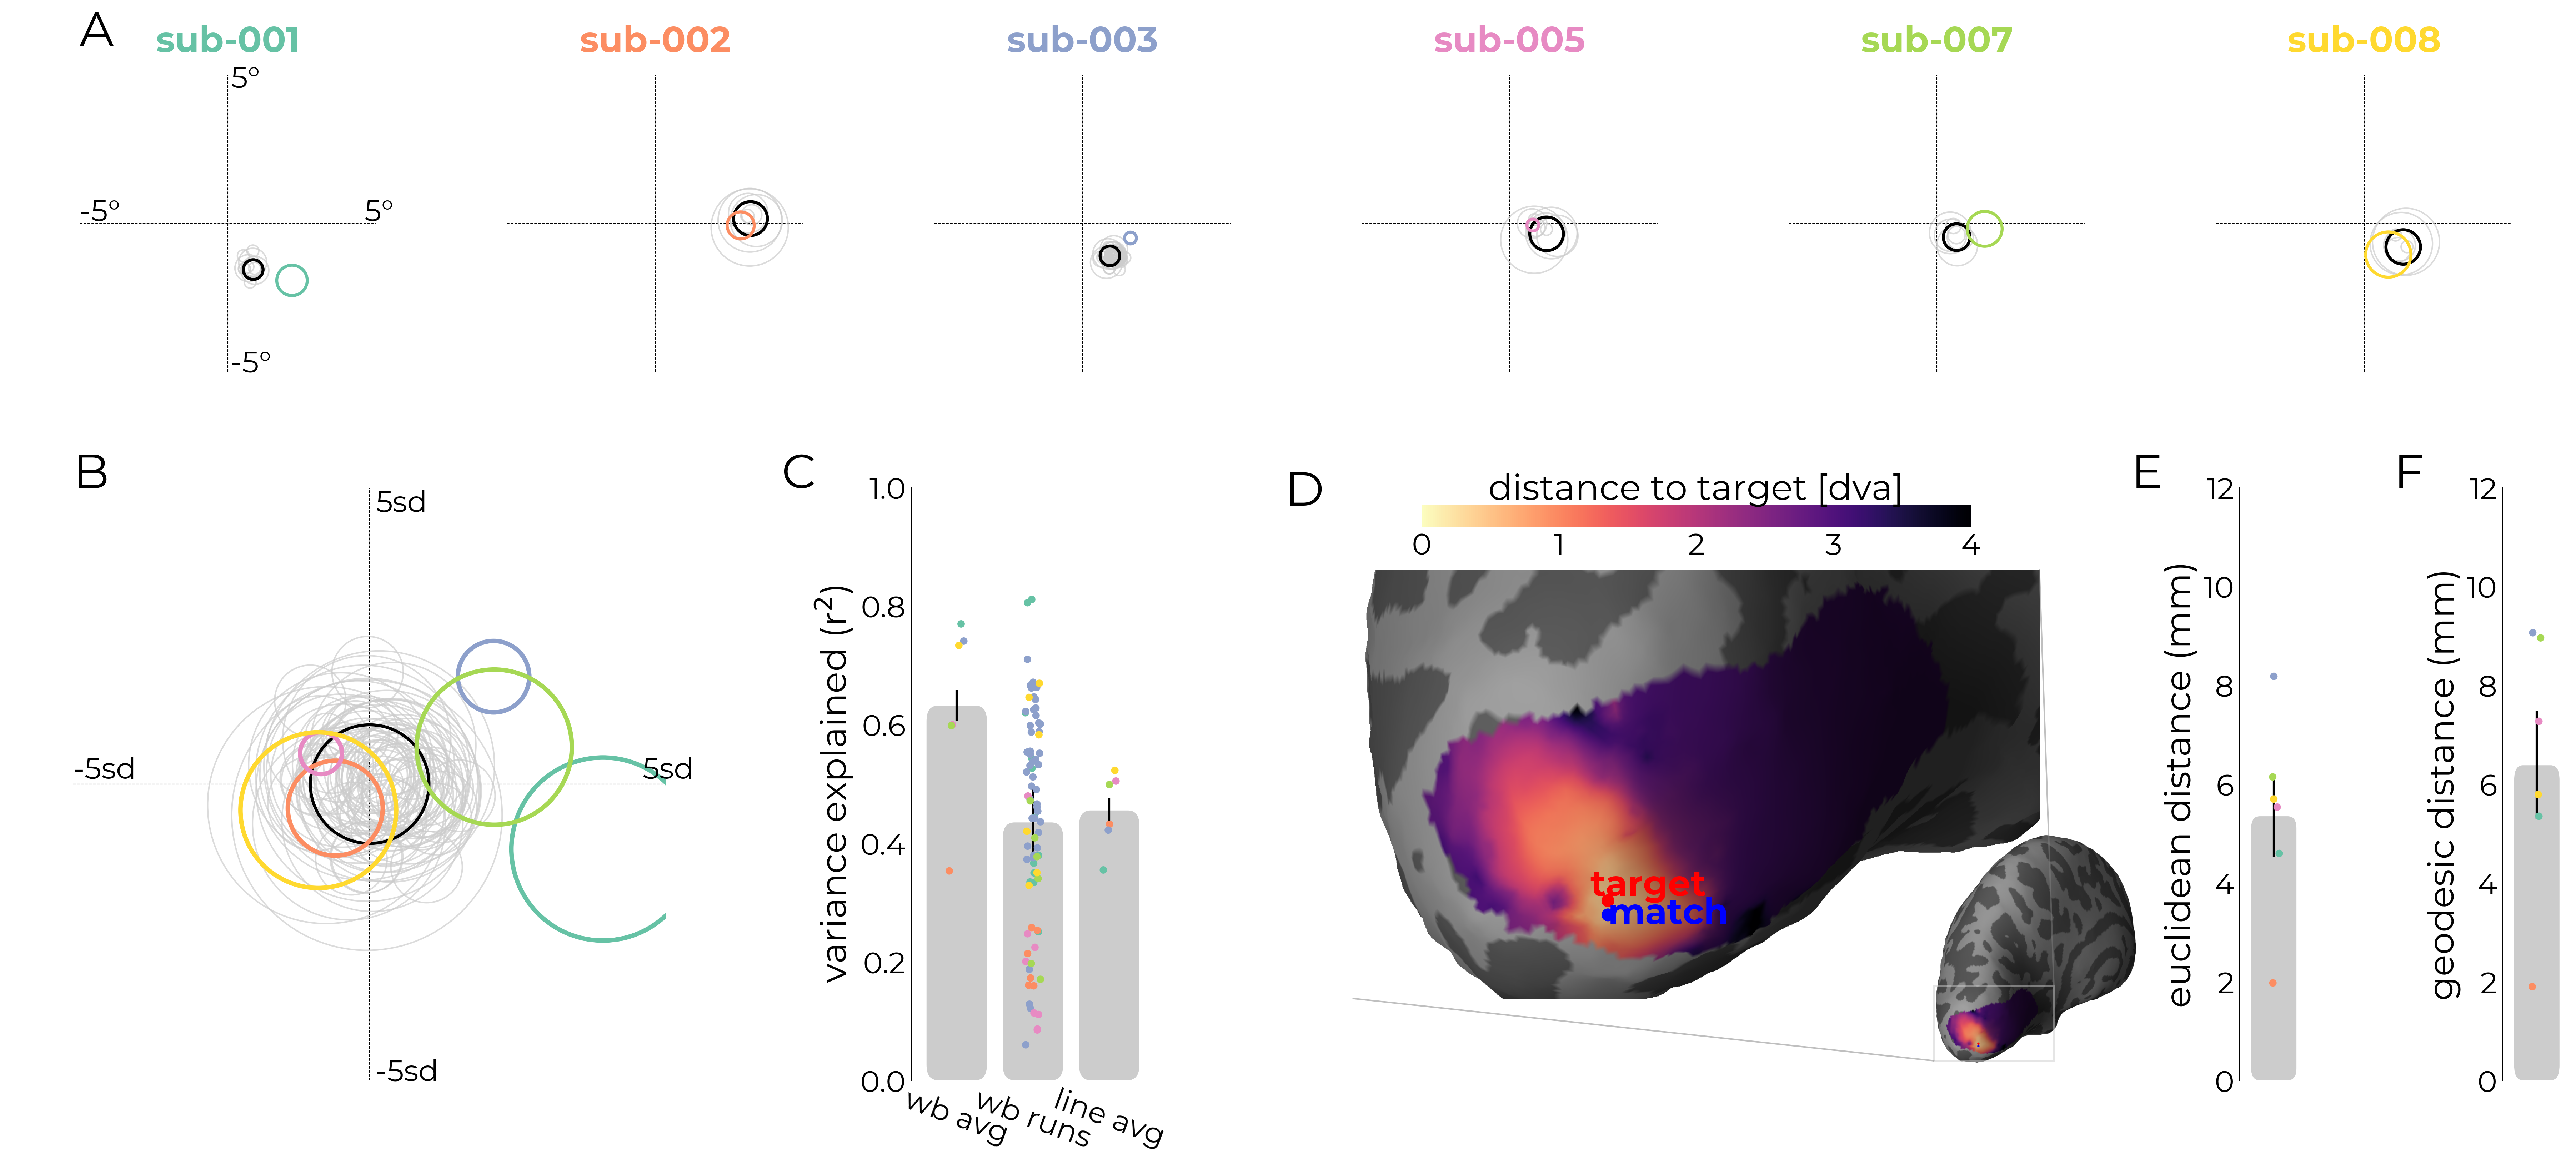 A
sub-001
sub-002
sub-003
sub-005
sub-007
sub-008
5°
-5°
5°
-5°
B
5sd
-5sd
5sd
-5sd
C
variance explained (r²)
1.0
0.8
0.6
0.4
0.2
0.0
wb avg
wb runs
line avg
D
distance to target [dva]
0 1 2 3 4
target
match
E
euclidean distance (mm)
12
10
8
6
4
2
0
F
geodesic distance (mm)
12
10
8
6
4
2
0